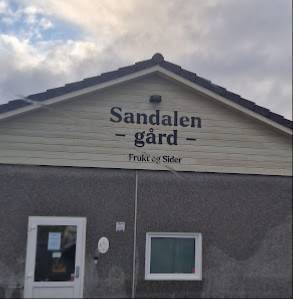 Sandalen
- gård -
Frukt og Sider